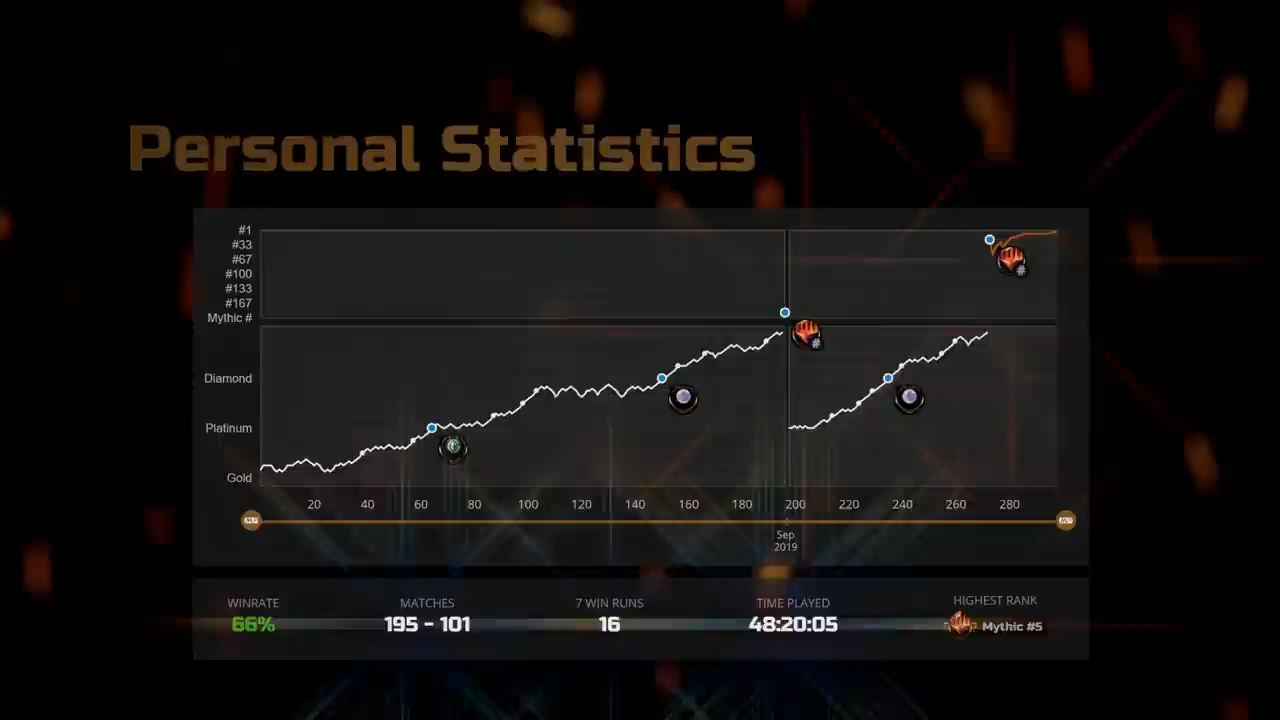 Personal Statistics
#1
#33
#67
#100
#133
#167
Mythic #
Diamond
Platinum
Gold
20 40 60 80 100 120 140 160 180 200 220 240 260 280
Sep
2019
WINRATE MATCHES 7 WIN RUNS TIME PLAYED HIGHEST RANK
66% 195 - 101 16 48:20:05 Mythic #5